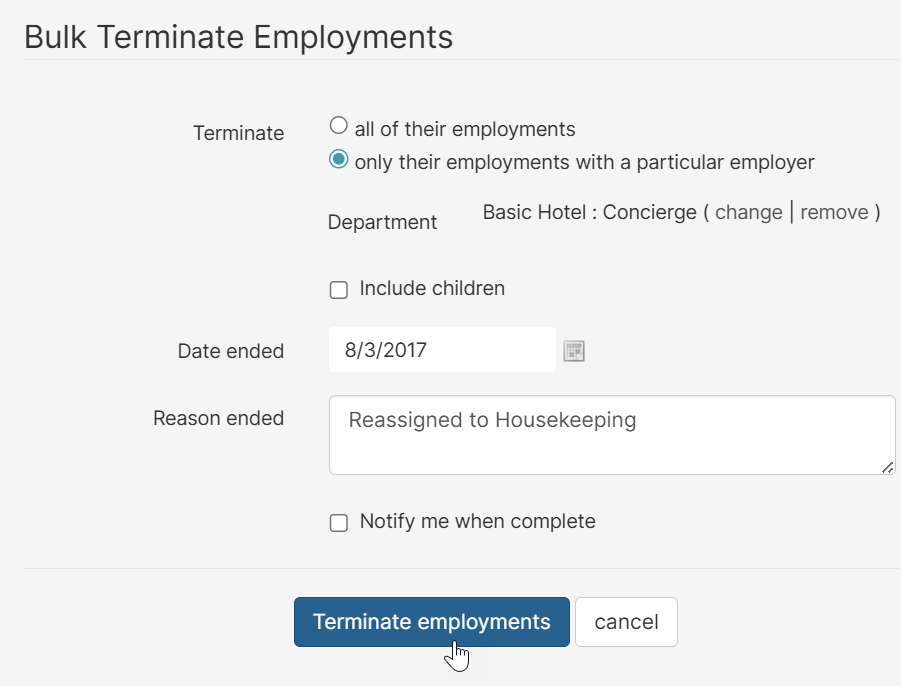 Bulk Terminate Employments
Terminate
all of their employments
only their employments with a particular employer
Department
Basic Hotel : Concierge ( change | remove )
Include children
Date ended
8/3/2017
Reason ended
Reassigned to Housekeeping
Notify me when complete
Terminate employments
cancel